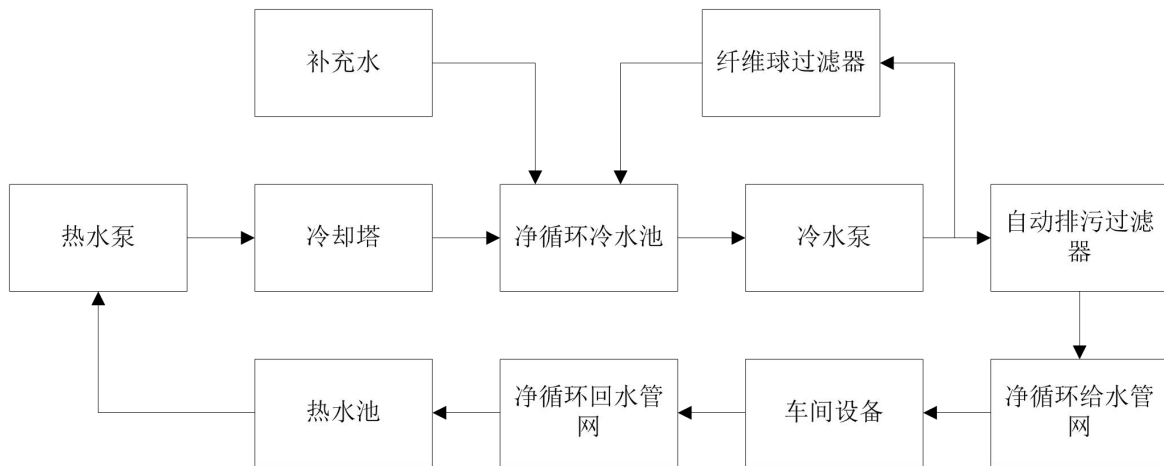 补充水
纤维球过滤器
热水泵
冷却塔
净循环冷水池
冷水泵
自动排污过滤
器
热水池
净循环回水管
网
车间设备
净循环给水管
网